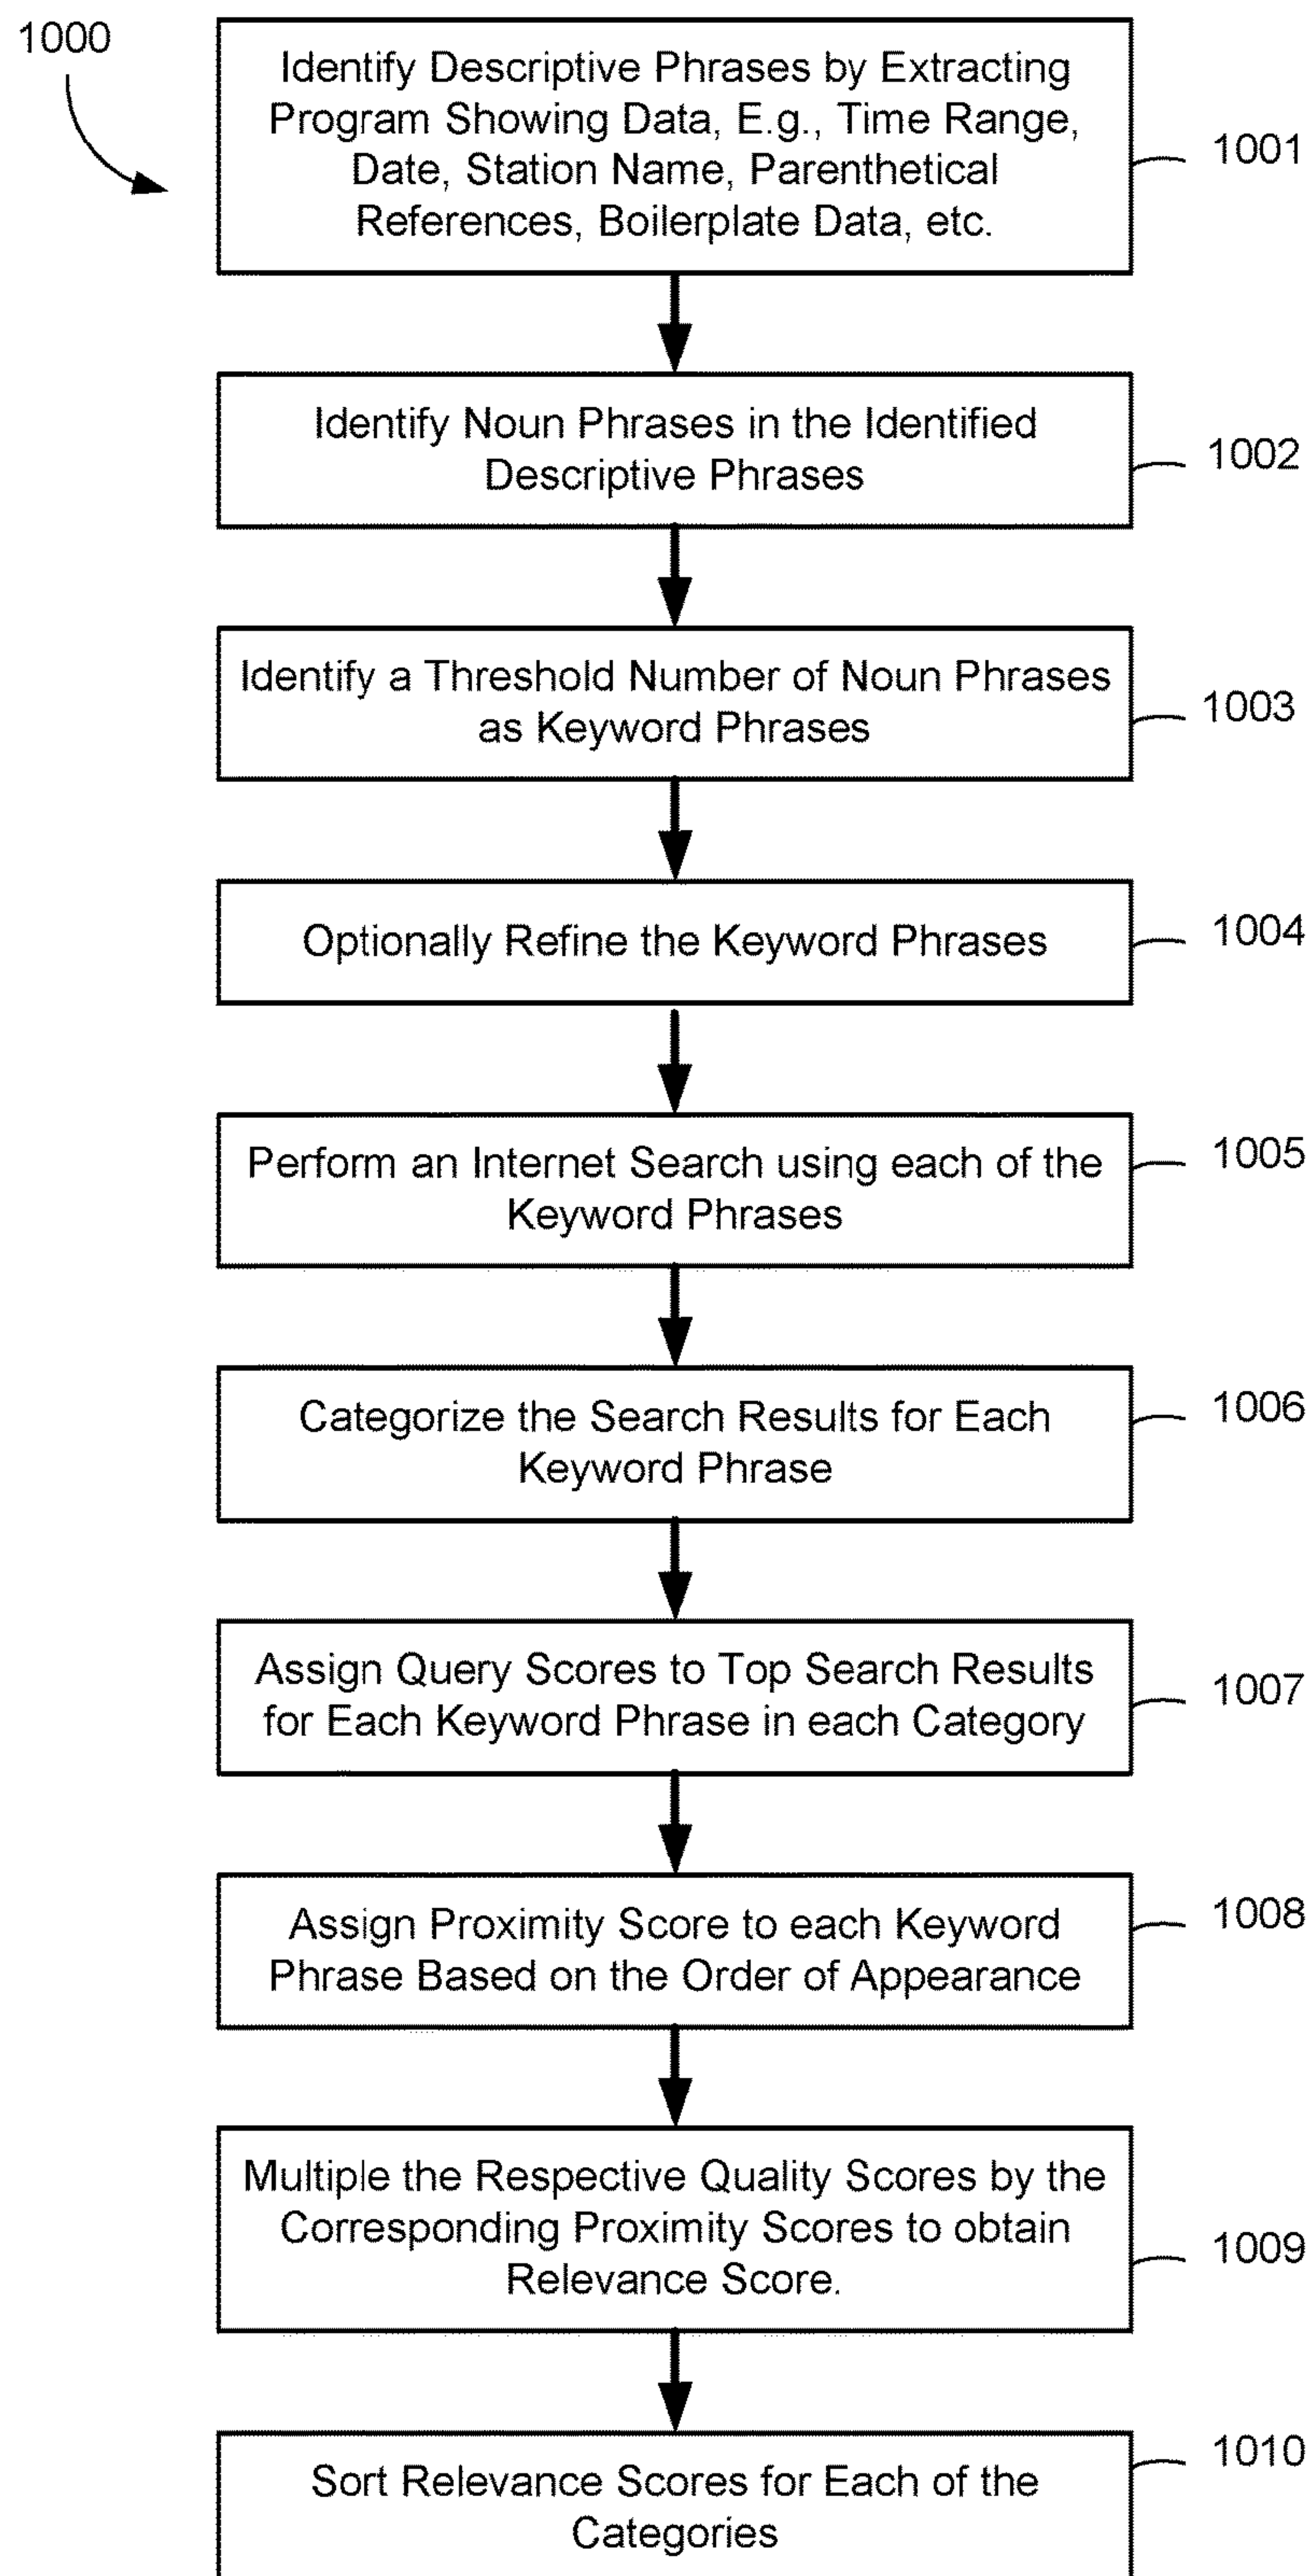 1000
Identify Descriptive Phrases by Extracting
Program Showing Data, E.g., Time Range,
Date, Station Name, Parenthetical
References, Boilerplate Data, etc.
1001
Identify Noun Phrases in the Identified
Descriptive Phrases
1002
Identify a Threshold Number of Noun Phrases
as Keyword Phrases
1003
Optionally Refine the Keyword Phrases
1004
Perform an Internet Search using each of the
Keyword Phrases
1005
Categorize the Search Results for Each
Keyword Phrase
1006
Assign Query Scores to Top Search Results
for Each Keyword Phrase in each Category
1007
Assign Proximity Score to each Keyword
Phrase Based on the Order of Appearance
1008
Multiple the Respective Quality Scores by the
Corresponding Proximity Scores to obtain
Relevance Score.
1009
Sort Relevance Scores for Each of the
Categories
1010